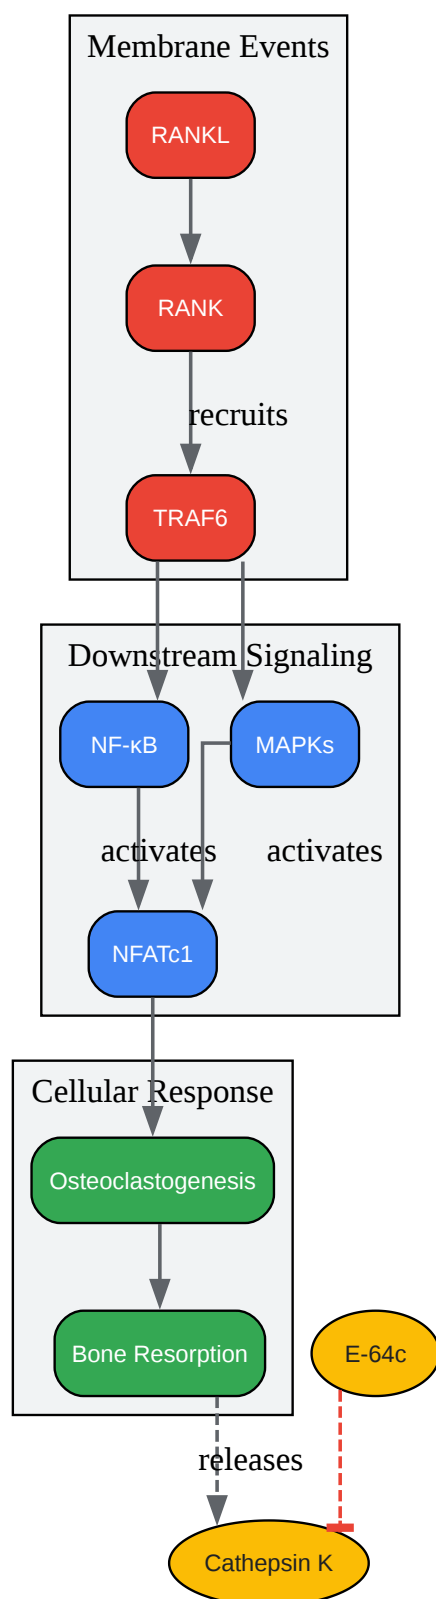 Membrane Events
RANKL
RANK
recruits
TRAF6
Downstream Signaling
NF-κB
MAPKs
activates
activates
NFATc1
Cellular Response
Osteoclastogenesis
Bone Resorption
E-64c
releases
Cathepsin K